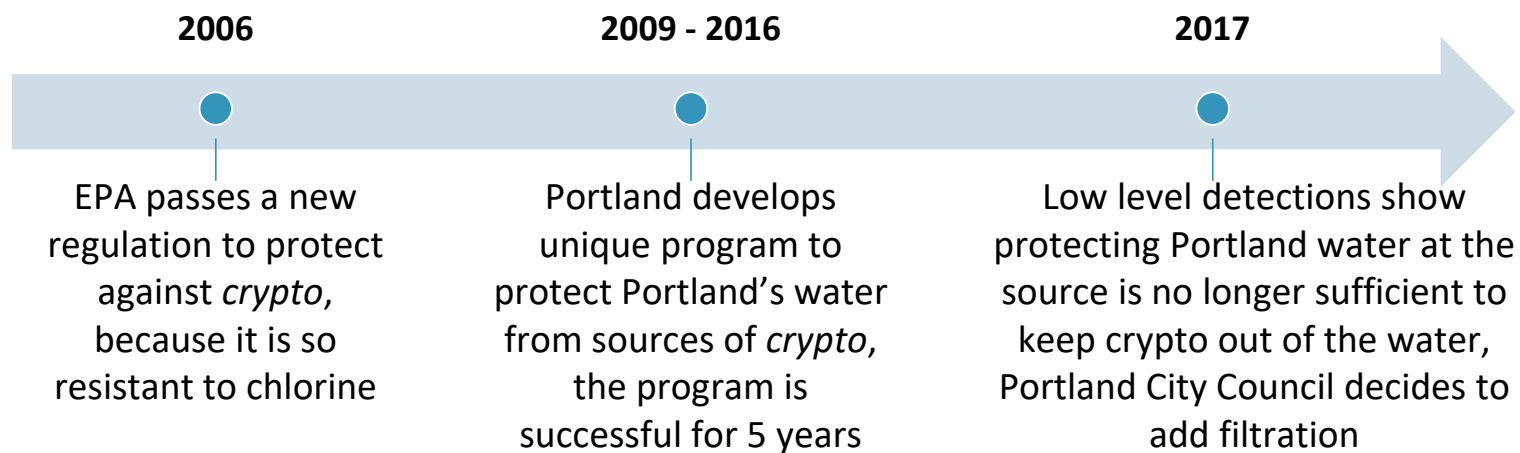 2006
EPA passes a new
regulation to protect
against crypto,
because it is so
resistant to chlorine
2009 - 2016
Portland develops
unique program to
protect Portland’s water
from sources of crypto,
the program is
successful for 5 years
2017
Low level detections show
protecting Portland water at the
source is no longer sufficient to
keep crypto out of the water,
Portland City Council decides to
add filtration